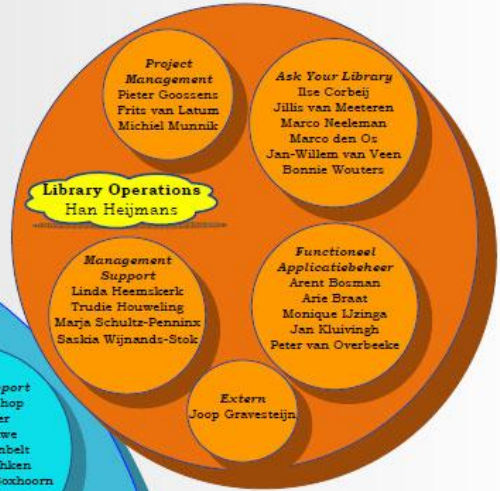 Project
Management
Pieter Goossens
Frits van Latum
Michiel Munnik
Ask Your Library
Ilse Corbeij
Jillis van Meeteren
Marco Neeleman
Marco den Os
Jan-Willem van Veen
Bonnie Wouters
Library Operations
Han Heijmans
Management
Support
Linda Heemskerk
Trudie Houweling
Marja Schultz-Penninx
Saskia Wijnands-Stok
Functioneel
Applicatiebeheer
Arent Bosman
Arie Braat
Monique IJzinga
Jan Kluivingh
Peter van Overbeeke
Extern
Joop Gravesteijn